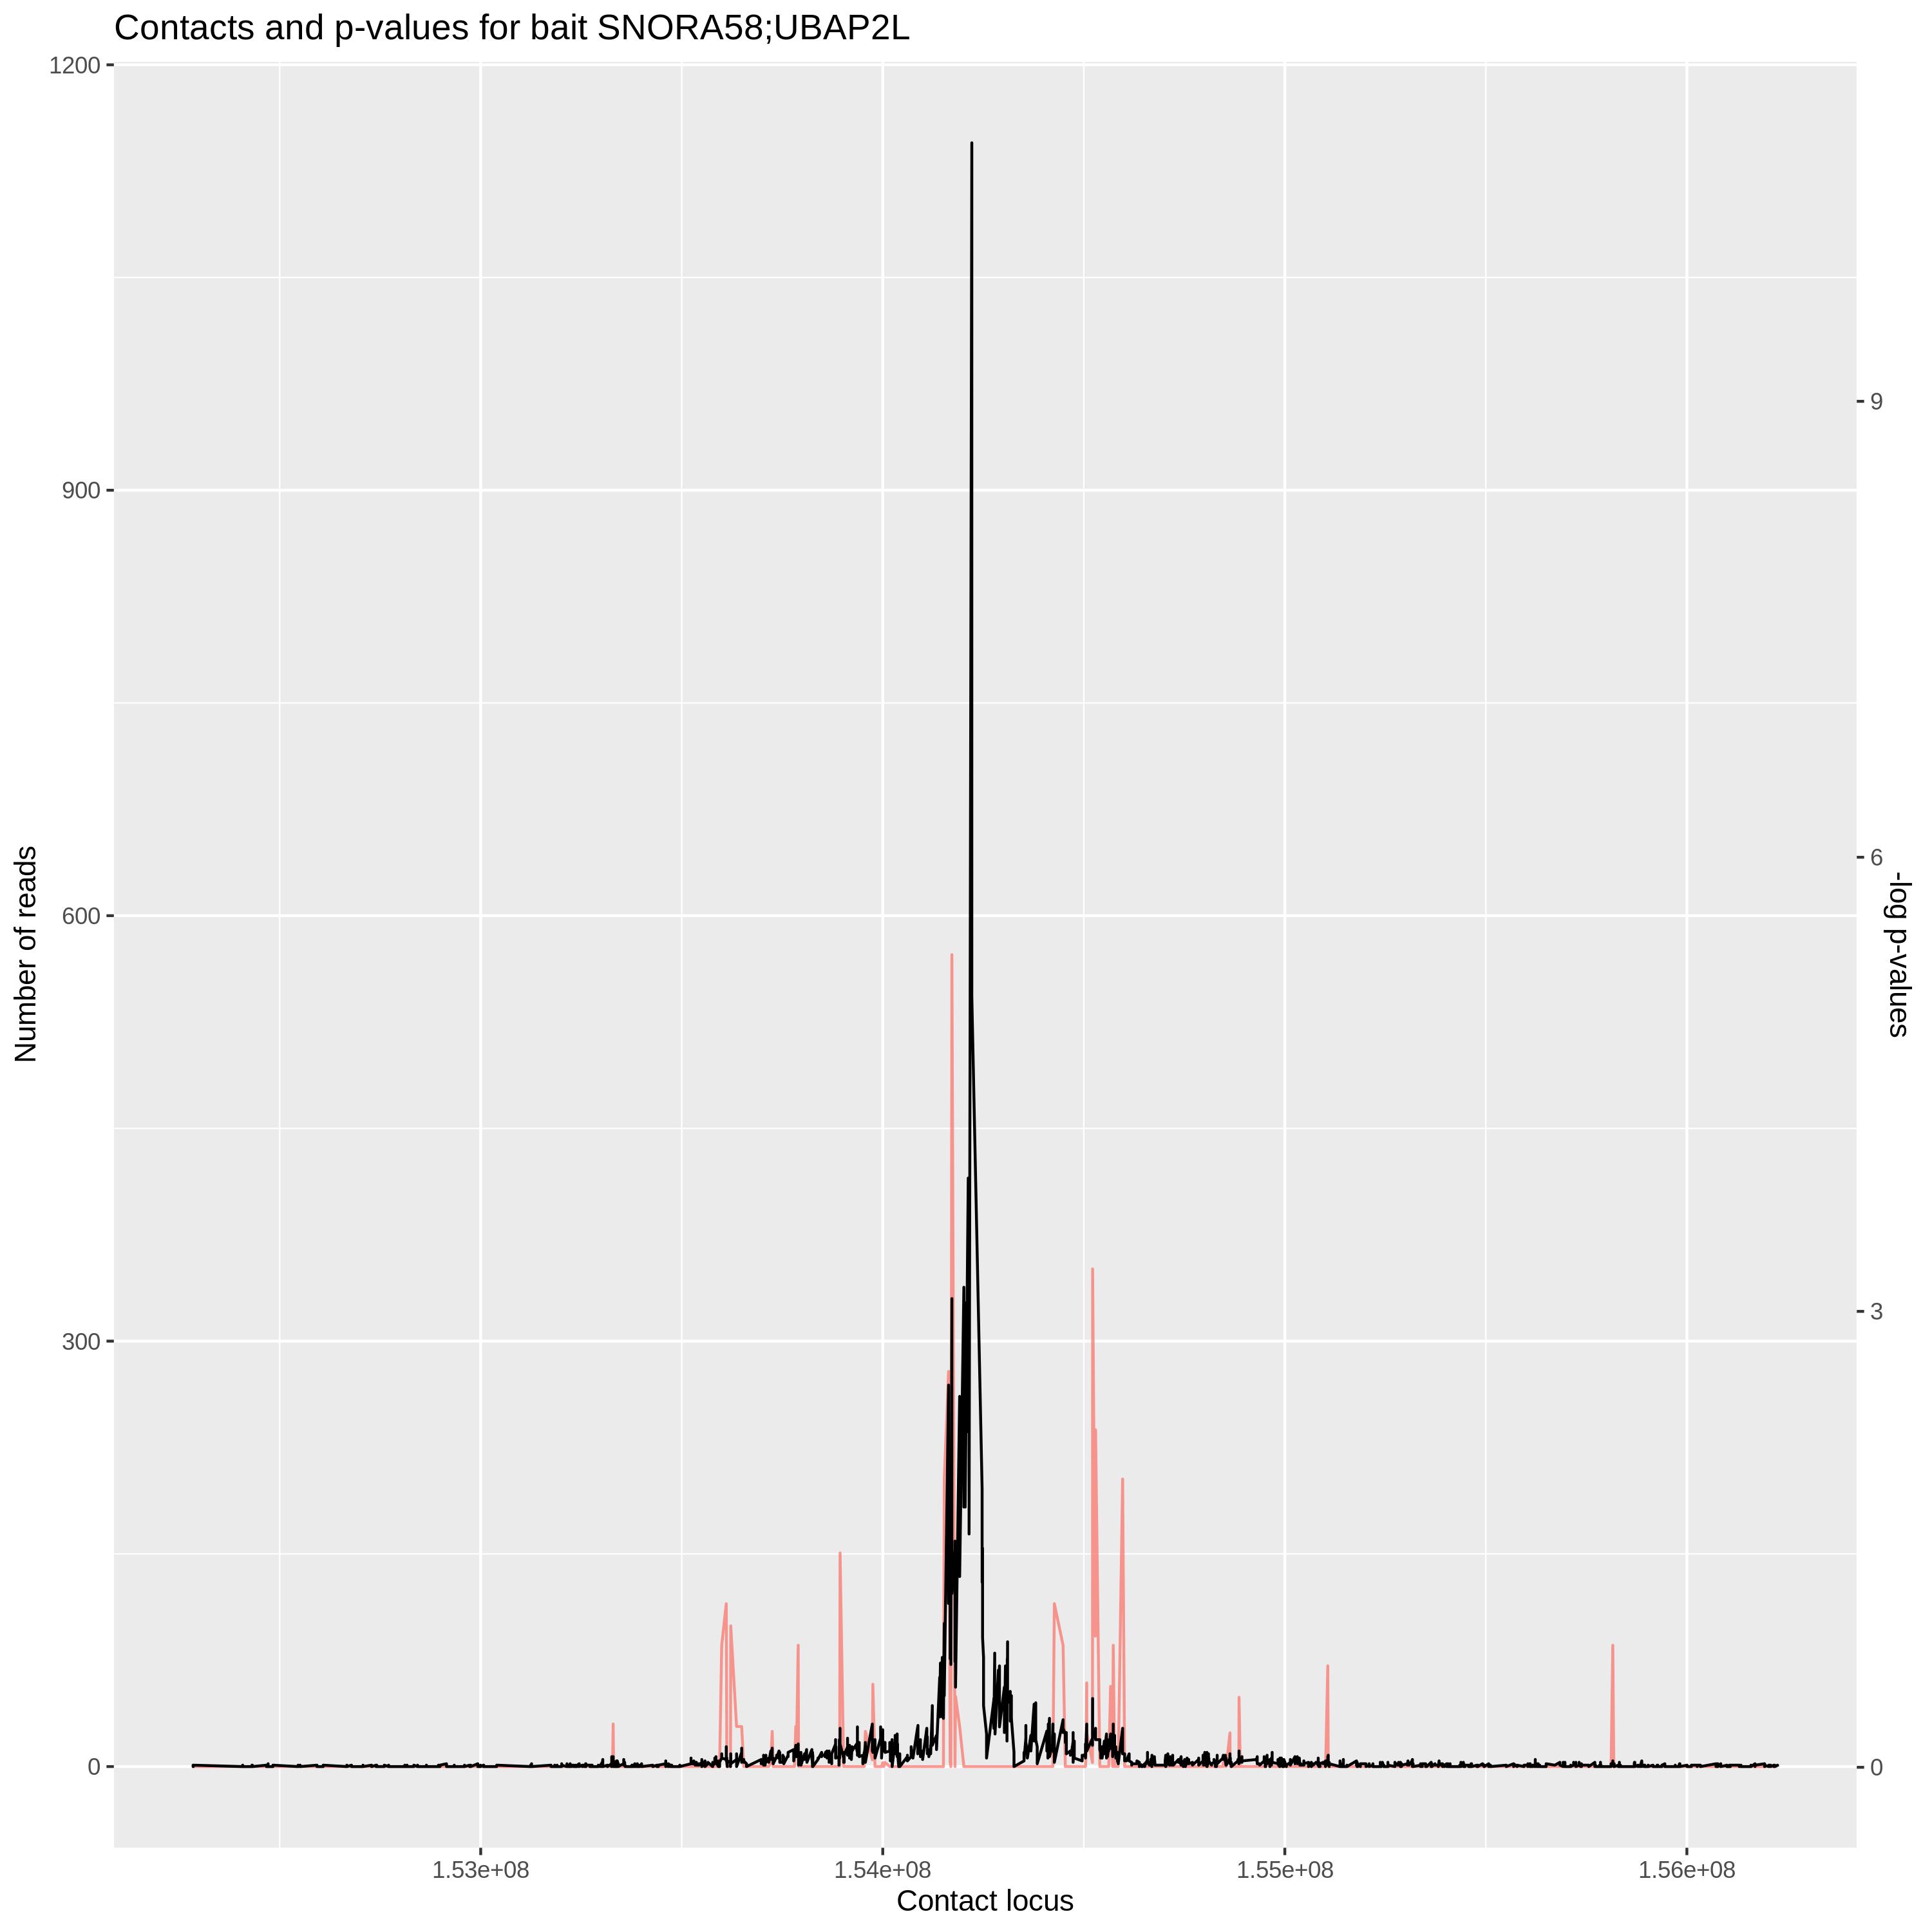 Contacts and p-values for bait SNORA58;UBAP2L
1200
900
600
300
0
Number of reads
9
6
3
0
-log p-values
1.53e+08
1.54e+08
1.55e+08
1.56e+08
Contact locus